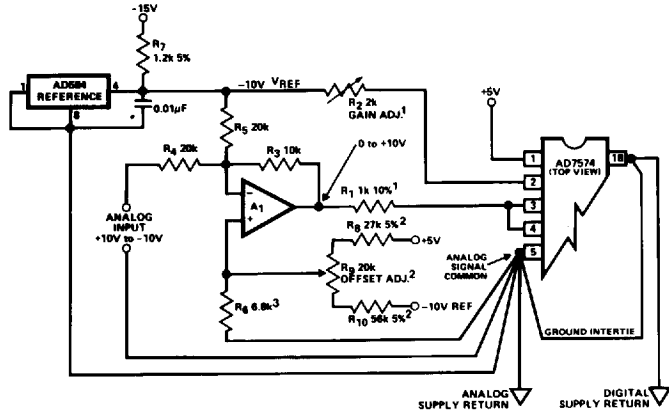 -15V
R7
1.2k 5%
1
AD584
REFERENCE
4
8
0.01µF
-10V VREF
R2 2k
GAIN ADJ.1
+5V
R5 20k
R4 20k
R3 10k
0 to +10V
AD7574
(TOP VIEW)
1
2
3
4
5
18
A1
−
+
R1 1k 10%1
ANALOG
INPUT
+10V to -10V
R8 27k 5%2
+5V
R9 20k
OFFSET ADJ.2
ANALOG
SIGNAL
COMMON
R6 6.8k3
R10 56k 5%2
-10V REF
GROUND INTERTIE
ANALOG
SUPPLY RETURN
DIGITAL
SUPPLY RETURN